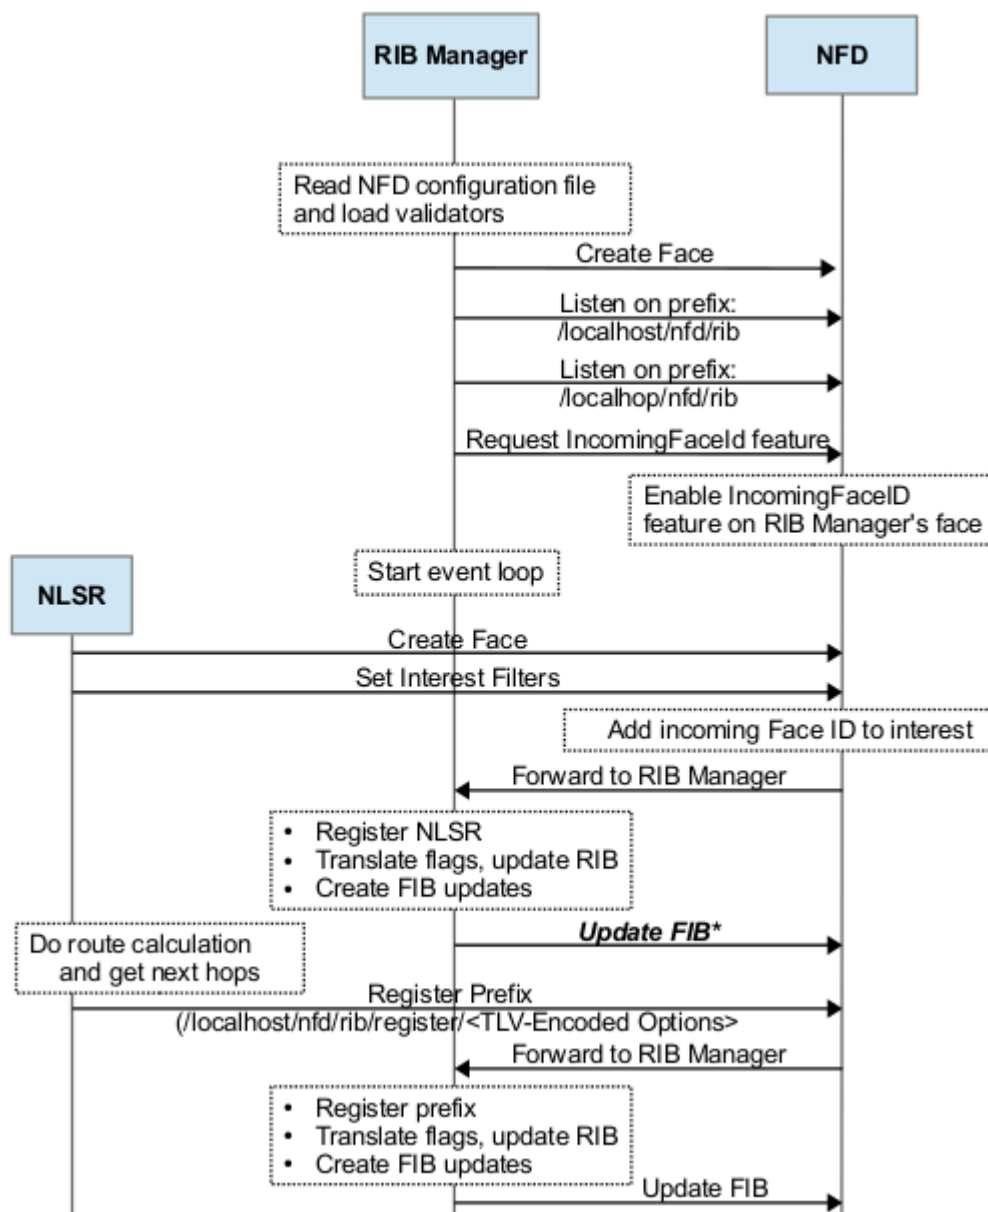 RIB Manager
NFD
Read NFD configuration file
and load validators
Create Face
Listen on prefix:
/localhost/nfd/rib
Listen on prefix:
/localhop/nfd/rib
Request IncomingFaceId feature
Enable IncomingFaceID
feature on RIB Manager's face
Start event loop
NLSR
Create Face
Set Interest Filters
Add incoming Face ID to interest
Forward to RIB Manager
• Register NLSR
• Translate flags, update RIB
• Create FIB updates
Update FIB*
Do route calculation
and get next hops
Register Prefix
(/localhost/nfd/rib/register/<TLV-Encoded Options>
Forward to RIB Manager
• Register prefix
• Translate flags, update RIB
• Create FIB updates
Update FIB